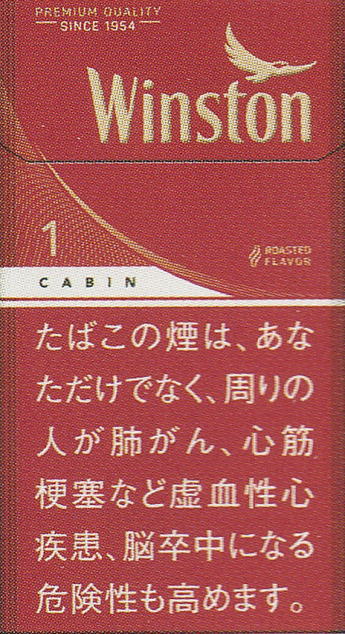 PREMIUM QUALITY
SINCE 1954
Winston
1
ROASTED
FLAVOR
CABIN
たばこの煙は、あな
ただけでなく、周りの
人が肺がん、心筋
梗塞など虚血性心
疾患、脳卒中になる
危険性も高めます。